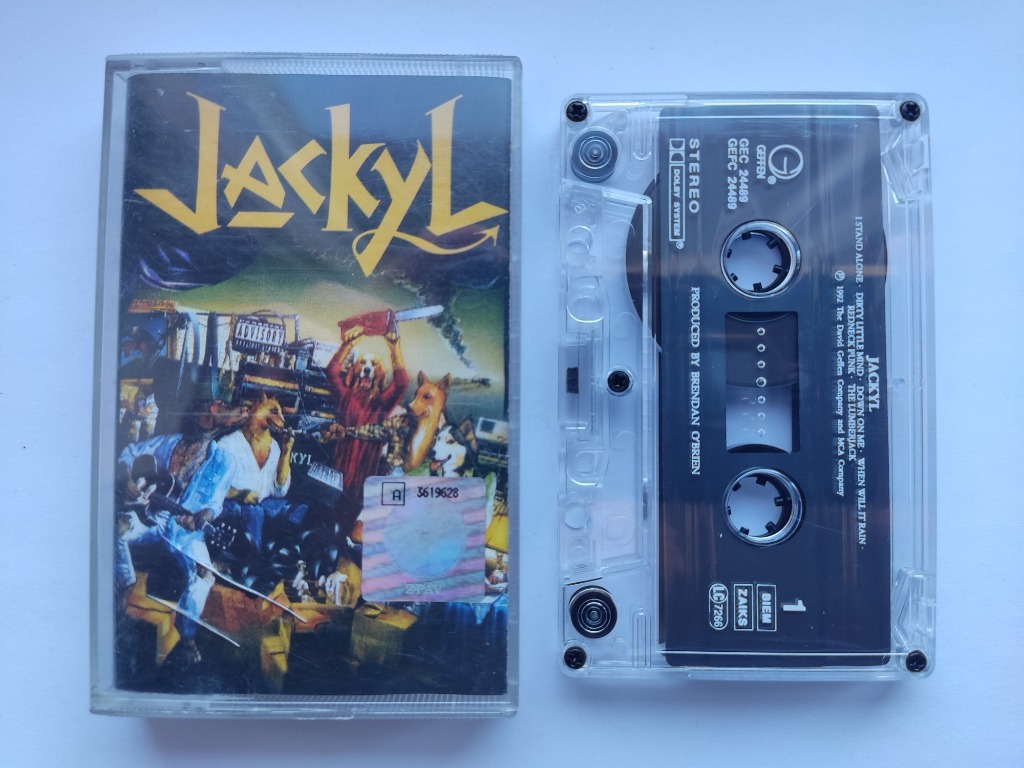 JackyL
ADVISORY
KYL
A 3619628
ZPAV
G
GEFFEN®
GEC 24489
GEFC 24489
STEREO
DOLBY SYSTEM®
JACKYL
I STAND ALONE · DIRTY LITTLE MIND · DOWN ON ME · WHEN WILL IT RAIN ·
REDNECK PUNK · THE LUMBERJACK
℗ 1992 The David Geffen Company and MCA Company
PRODUCED BY BRENDAN O'BRIEN
1
BIEM
ZAIKS
LC 7266